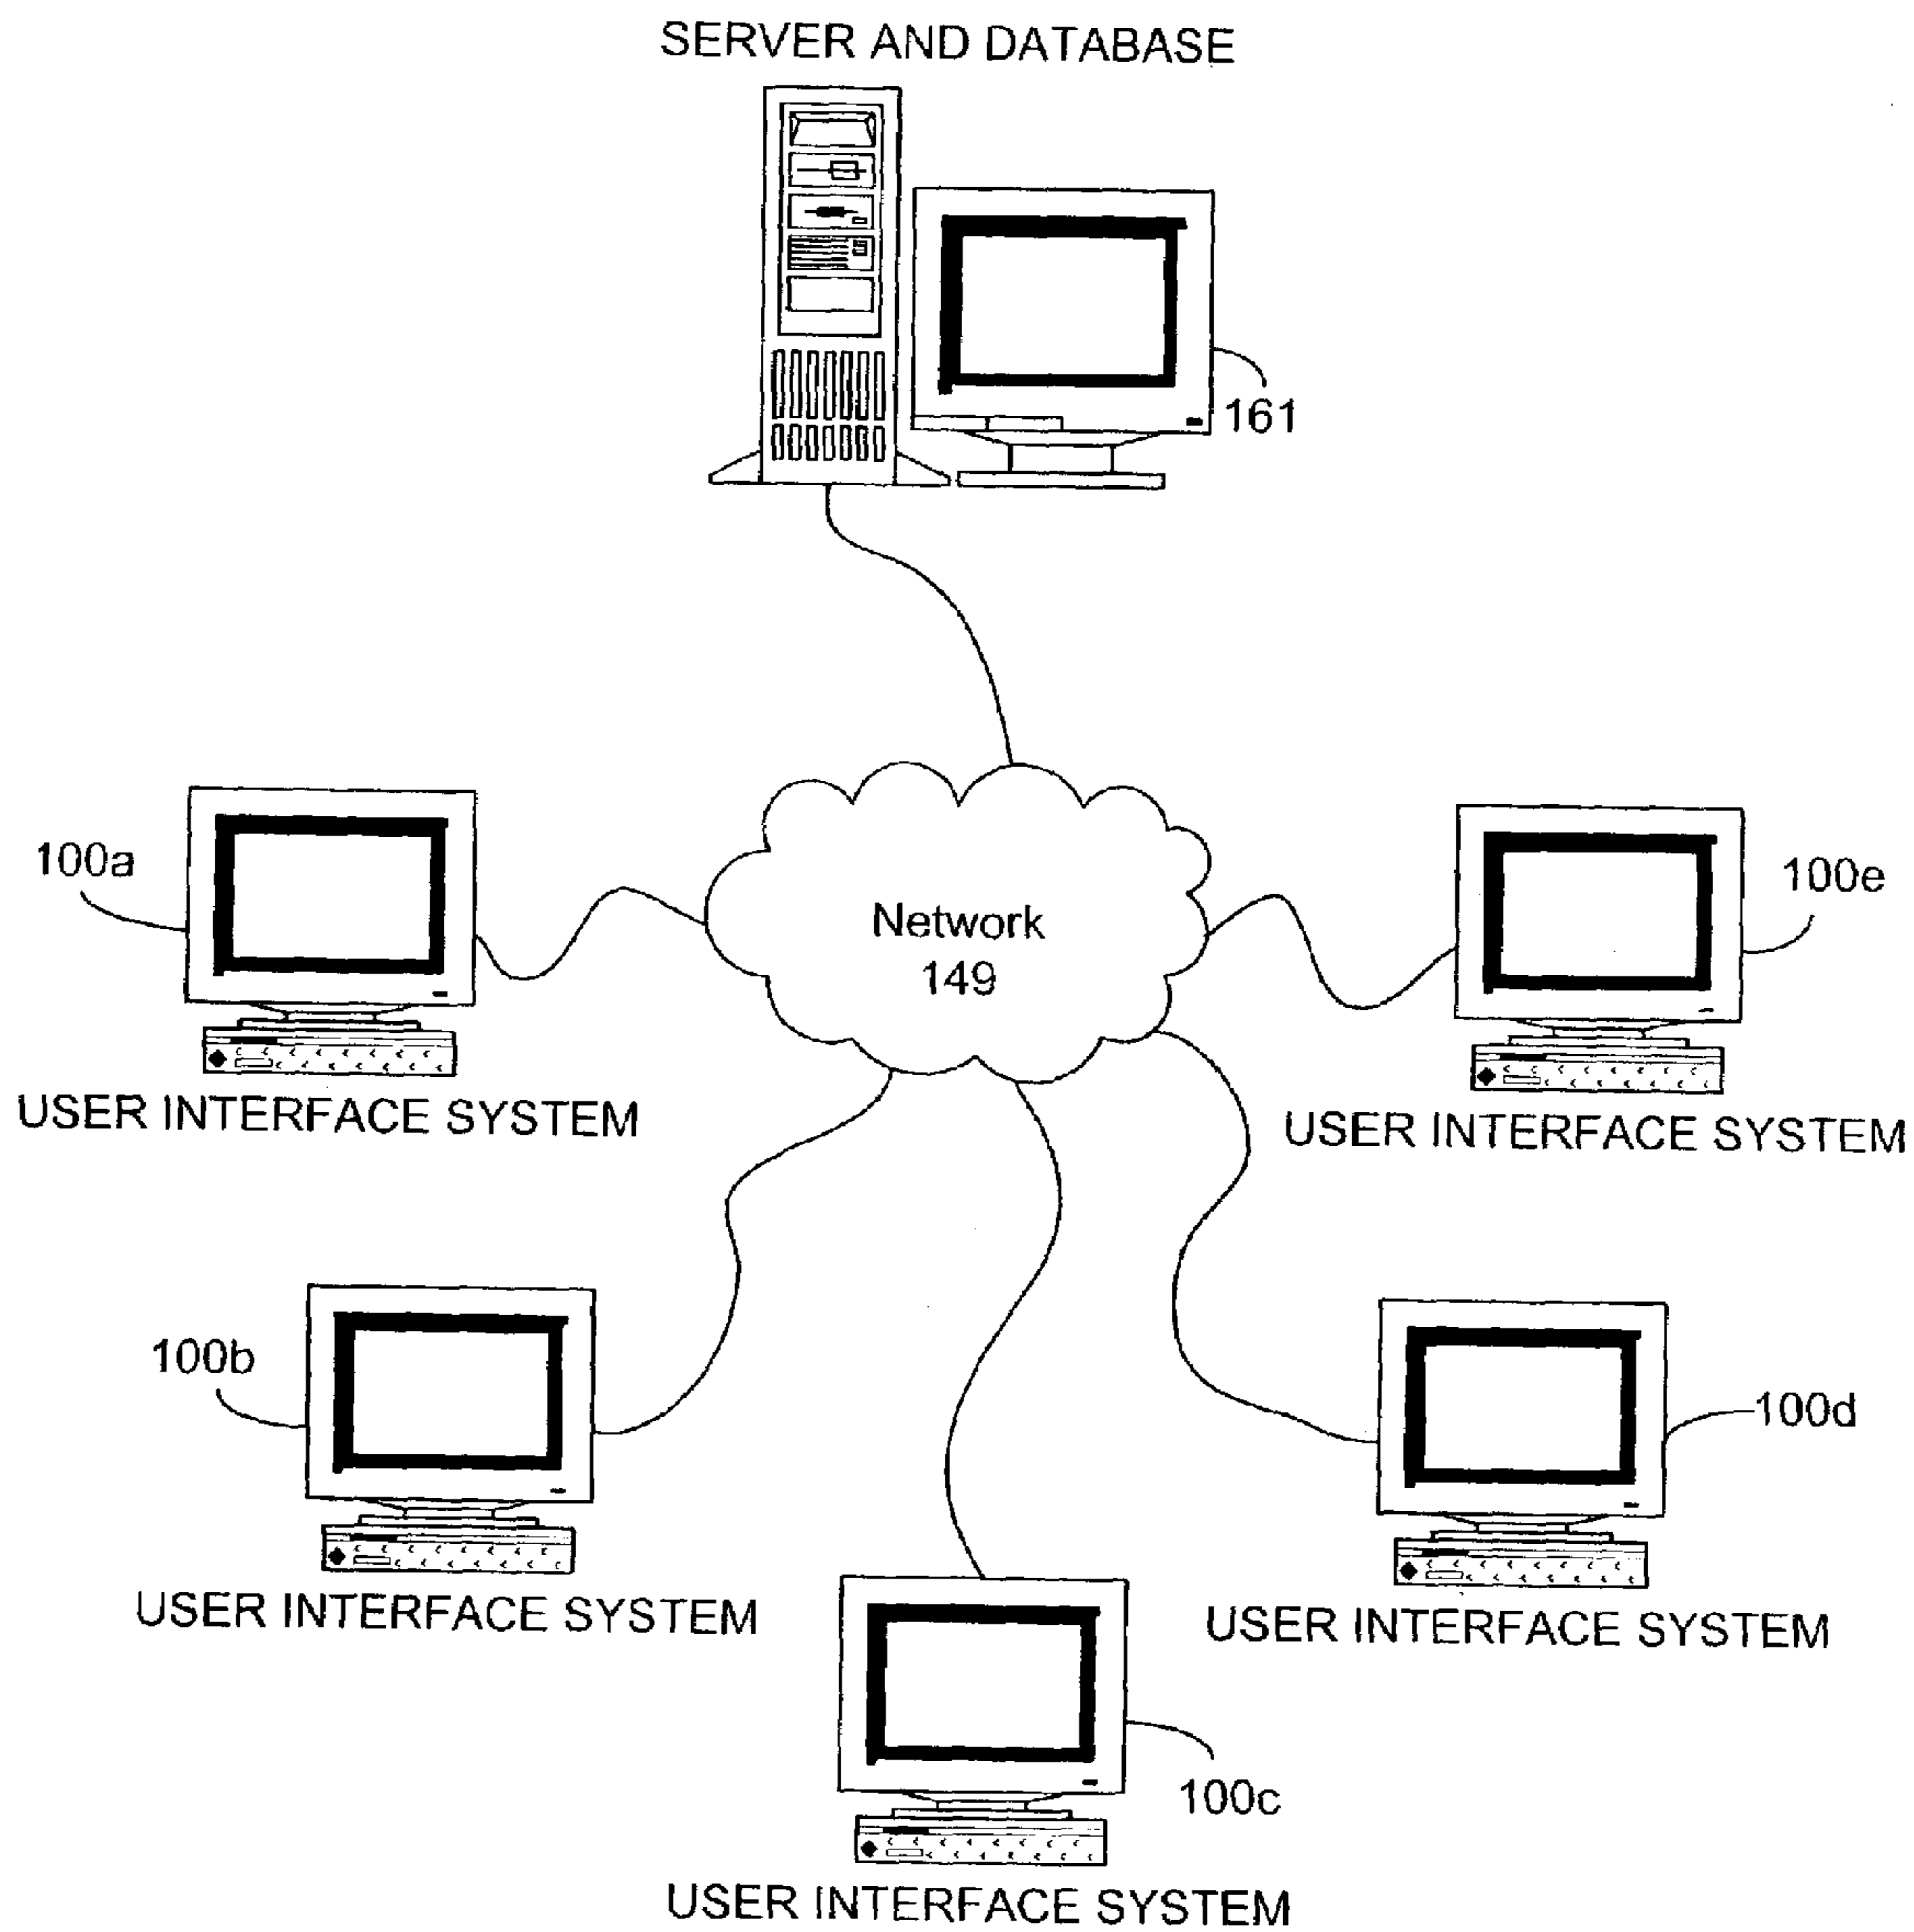 SERVER AND DATABASE
161
100a
Network
149
100e
USER INTERFACE SYSTEM
USER INTERFACE SYSTEM
100b
100d
USER INTERFACE SYSTEM
USER INTERFACE SYSTEM
100c
USER INTERFACE SYSTEM